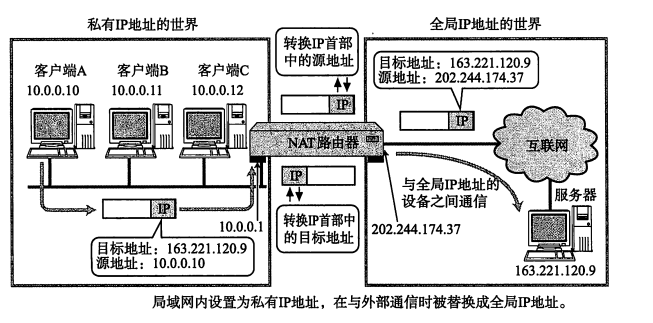 私有IP地址的世界
全局IP地址的世界
转换IP首部
中的源地址
目标地址：163.221.120.9
源地址：202.244.174.37
客户端A
10.0.0.10
客户端B
10.0.0.11
客户端C
10.0.0.12
IP
IP
NAT路由器
互联网
IP
IP
与全局IP地址的
设备之间通信
服务器
10.0.0.1
转换IP首部中
的目标地址
202.244.174.37
目标地址：163.221.120.9
源地址：10.0.0.10
163.221.120.9
局域网内设置为私有IP地址，在与外部通信时被替换成全局IP地址。